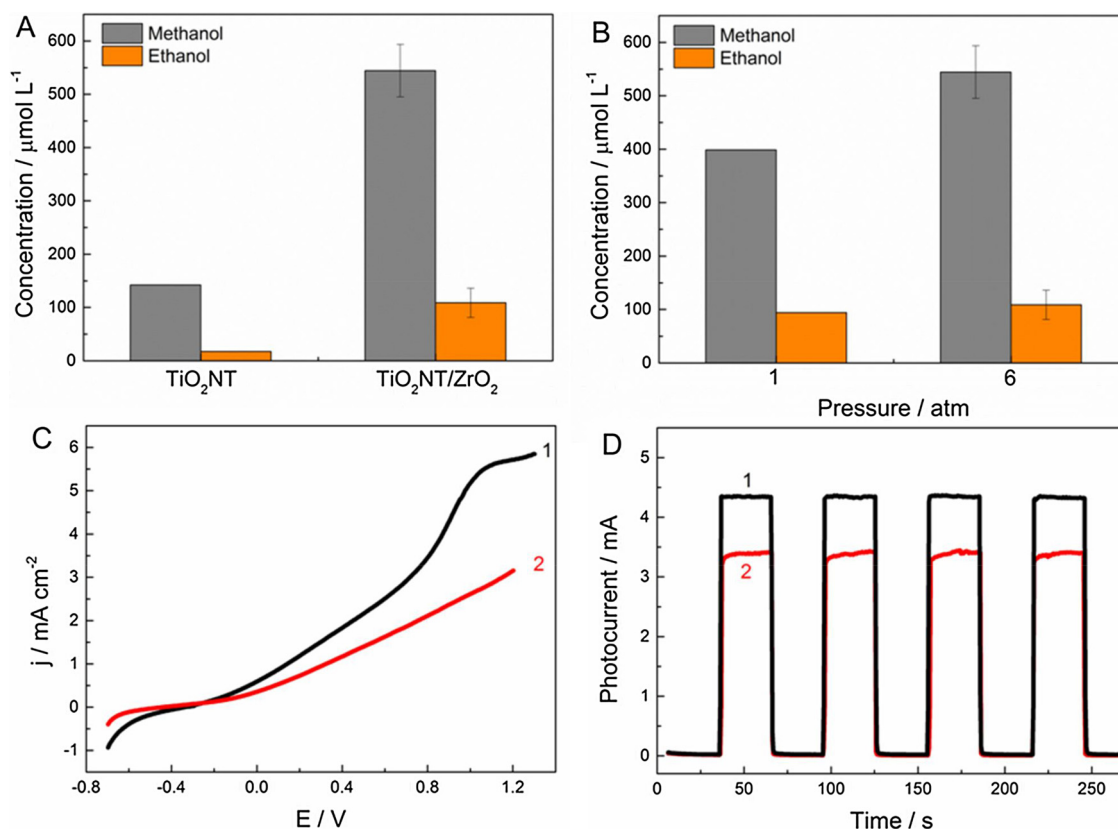 A
Methanol
Ethanol
Concentration / μmol L⁻¹
600
500
400
300
200
100
0
TiO₂NT
TiO₂NT/ZrO₂
B
Methanol
Ethanol
Concentration / μmol L⁻¹
600
500
400
300
200
100
0
1
6
Pressure / atm
C
j / mA cm⁻²
6
5
4
3
2
1
0
-1
1
2
-0.8
-0.4
0.0
0.4
0.8
1.2
E / V
D
Photocurrent / mA
5
4
3
2
1
0
1
2
0
50
100
150
200
250
Time / s